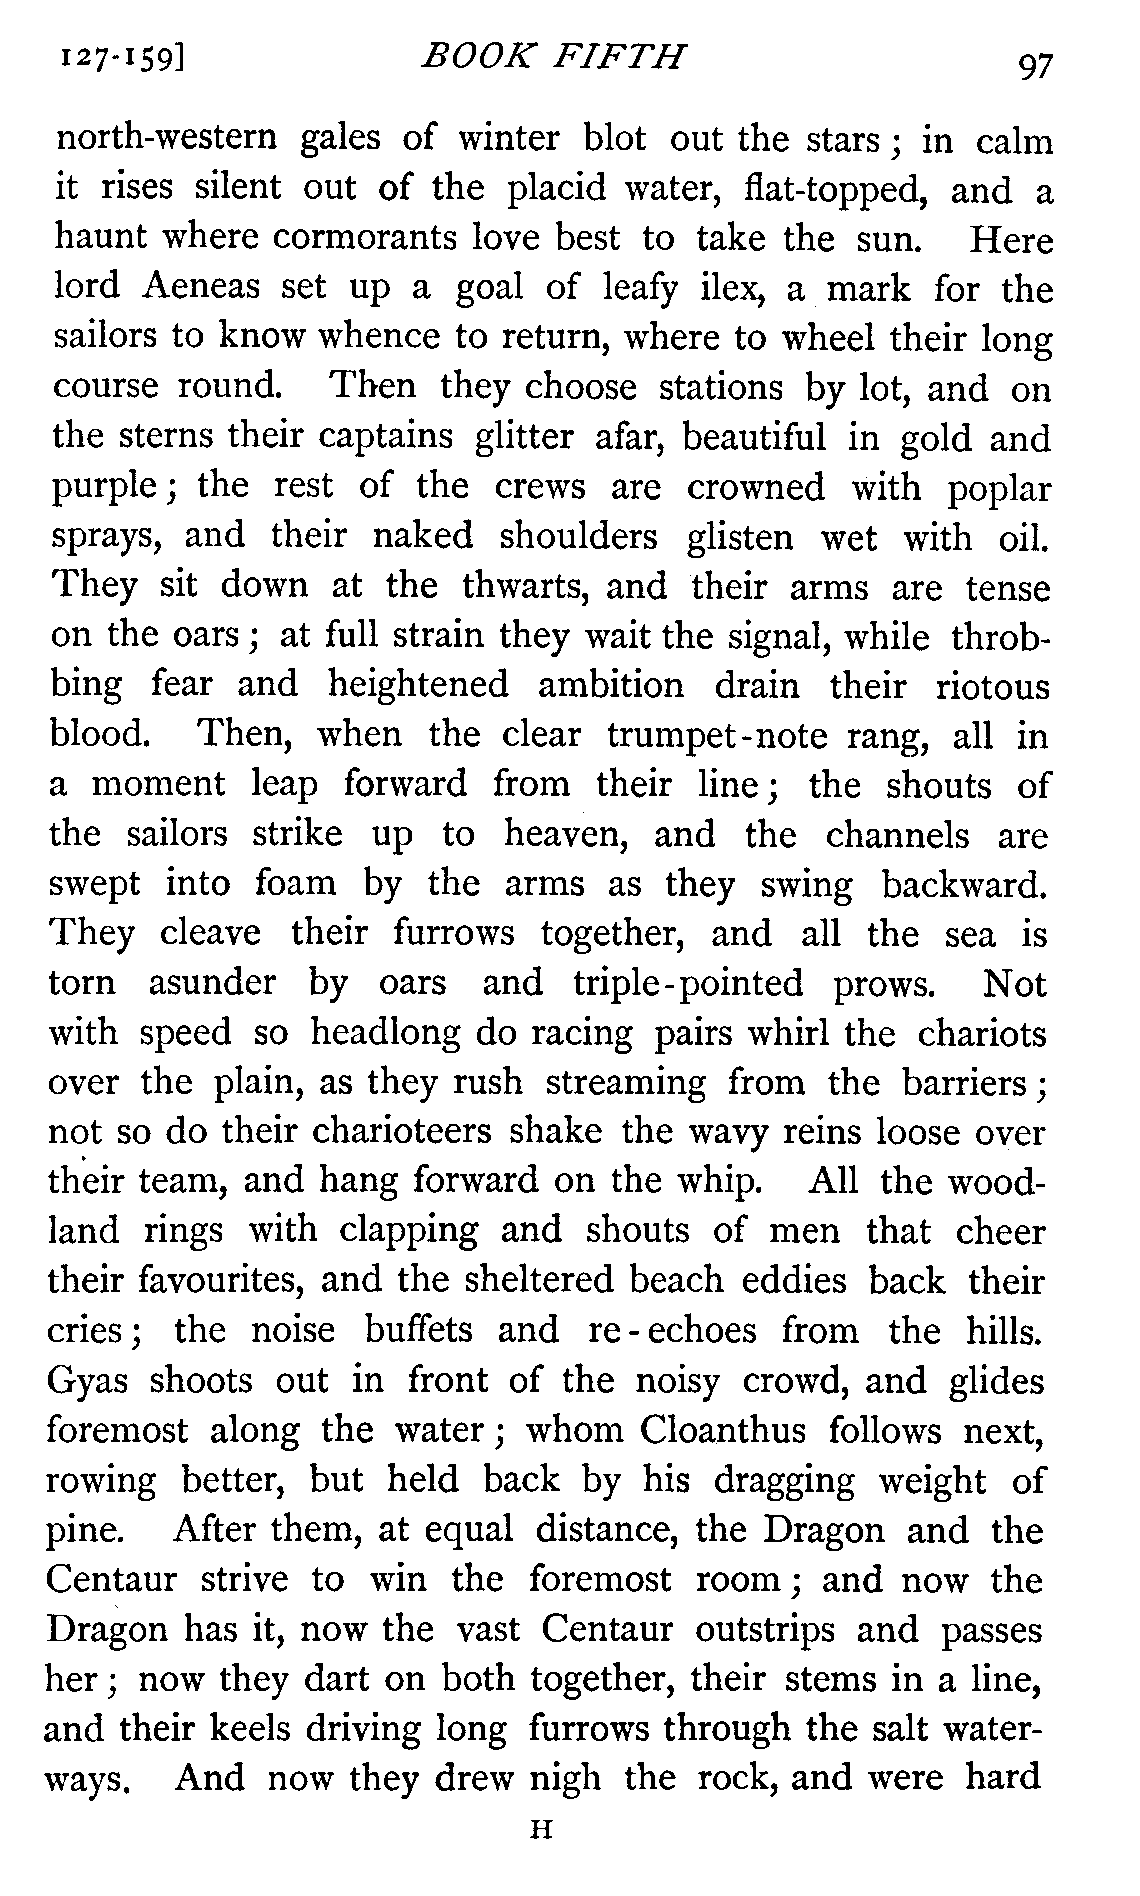 127-159] BOOK FIFTH 97
north-western gales of winter blot out the stars ; in calm
it rises silent out of the placid water, flat-topped, and a
haunt where cormorants love best to take the sun. Here
lord Aeneas set up a goal of leafy ilex, a mark for the
sailors to know whence to return, where to wheel their long
course round. Then they choose stations by lot, and on
the sterns their captains glitter afar, beautiful in gold and
purple ; the rest of the crews are crowned with poplar
sprays, and their naked shoulders glisten wet with oil.
They sit down at the thwarts, and their arms are tense
on the oars ; at full strain they wait the signal, while throb-
bing fear and heightened ambition drain their riotous
blood. Then, when the clear trumpet-note rang, all in
a moment leap forward from their line ; the shouts of
the sailors strike up to heaven, and the channels are
swept into foam by the arms as they swing backward.
They cleave their furrows together, and all the sea is
torn asunder by oars and triple-pointed prows. Not
with speed so headlong do racing pairs whirl the chariots
over the plain, as they rush streaming from the barriers ;
not so do their charioteers shake the wavy reins loose over
their team, and hang forward on the whip. All the wood-
land rings with clapping and shouts of men that cheer
their favourites, and the sheltered beach eddies back their
cries ; the noise buffets and re-echoes from the hills.
Gyas shoots out in front of the noisy crowd, and glides
foremost along the water ; whom Cloanthus follows next,
rowing better, but held back by his dragging weight of
pine. After them, at equal distance, the Dragon and the
Centaur strive to win the foremost room ; and now the
Dragon has it, now the vast Centaur outstrips and passes
her ; now they dart on both together, their stems in a line,
and their keels driving long furrows through the salt water-
ways. And now they drew nigh the rock, and were hard
H